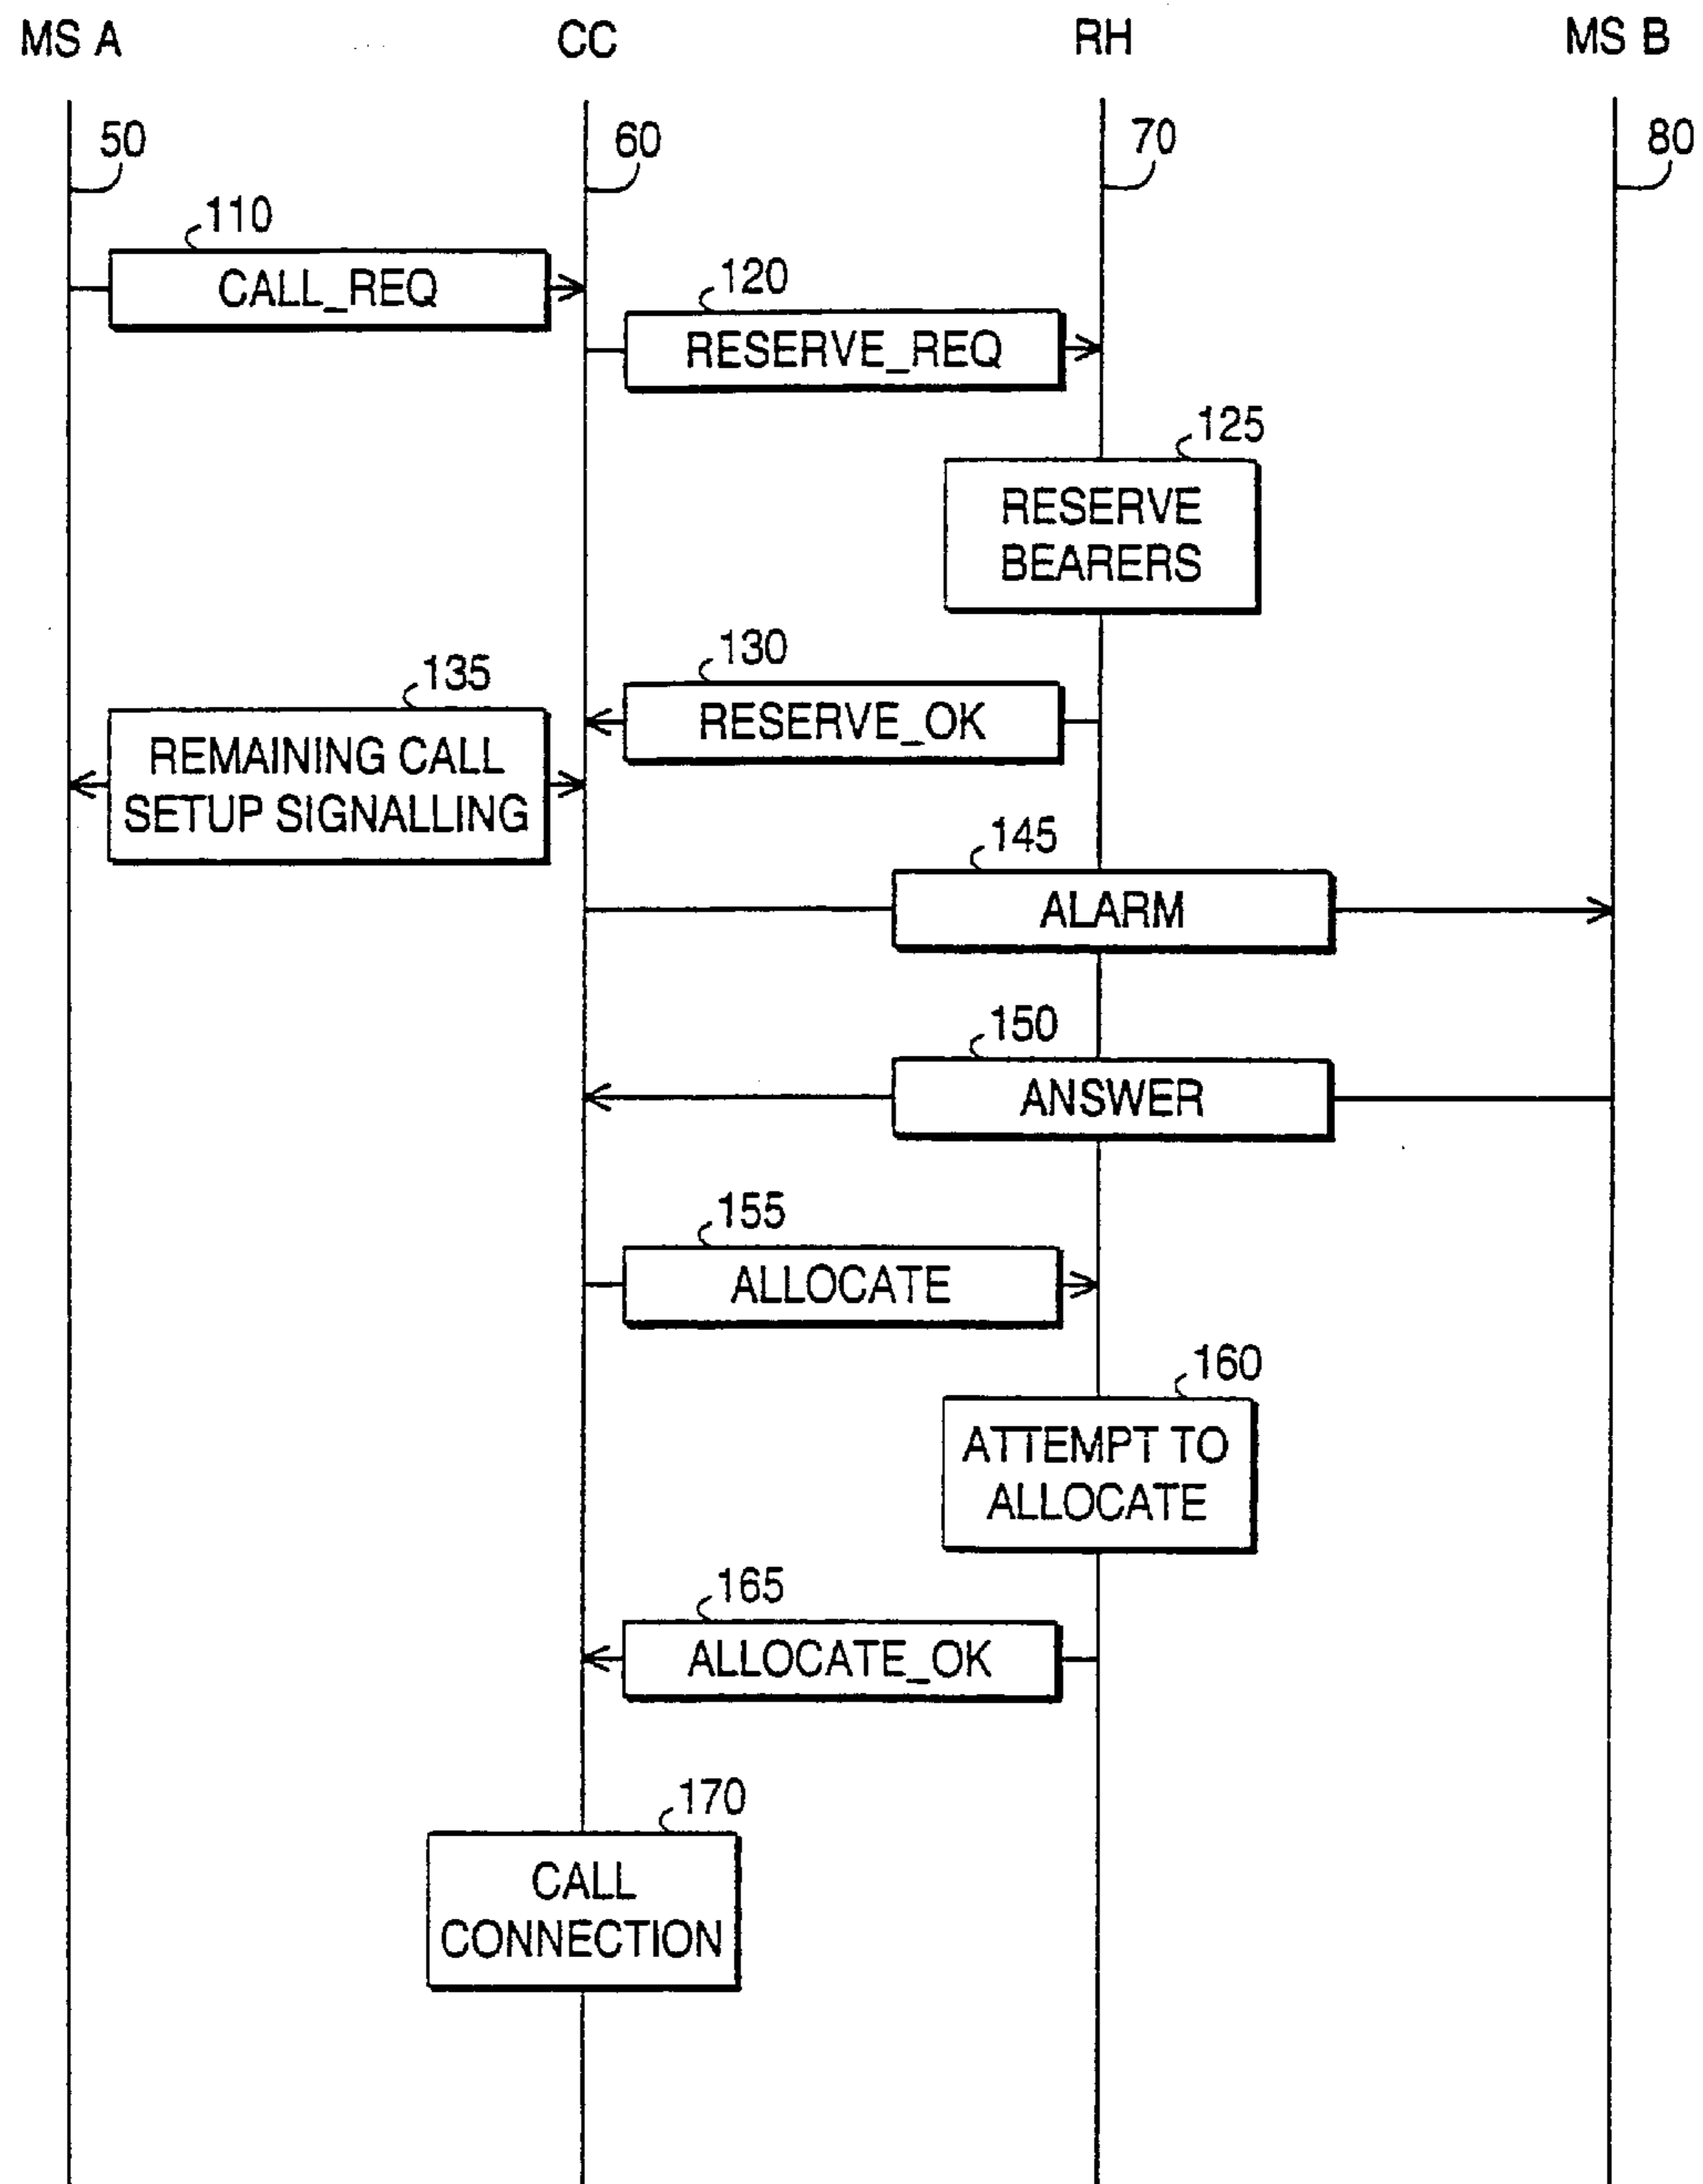 MS A
CC
RH
MS B
50
60
70
80
110
CALL_REQ
120
RESERVE_REQ
125
RESERVE
BEARERS
130
RESERVE_OK
135
REMAINING CALL
SETUP SIGNALLING
145
ALARM
150
ANSWER
155
ALLOCATE
160
ATTEMPT TO
ALLOCATE
165
ALLOCATE_OK
170
CALL
CONNECTION